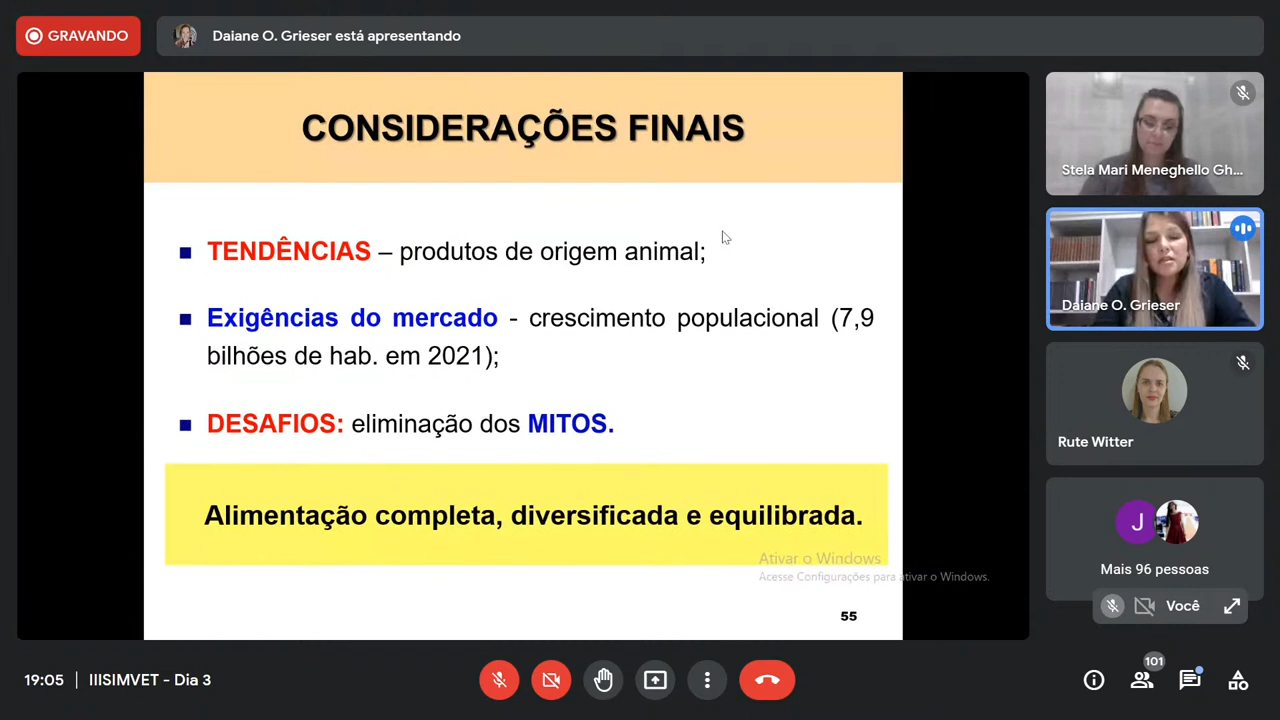 GRAVANDO
Daiane O. Grieser está apresentando
CONSIDERAÇÕES FINAIS
TENDÊNCIAS – produtos de origem animal;
Exigências do mercado - crescimento populacional (7,9
bilhões de hab. em 2021);
DESAFIOS: eliminação dos MITOS.
Alimentação completa, diversificada e equilibrada.
Ativar o Windows
Acesse Configurações para ativar o Windows.
55
Stela Mari Meneghello Gh...
Daiane O. Grieser
Rute Witter
J
Mais 96 pessoas
Você
19:05 | IIISIMVET - Dia 3
101